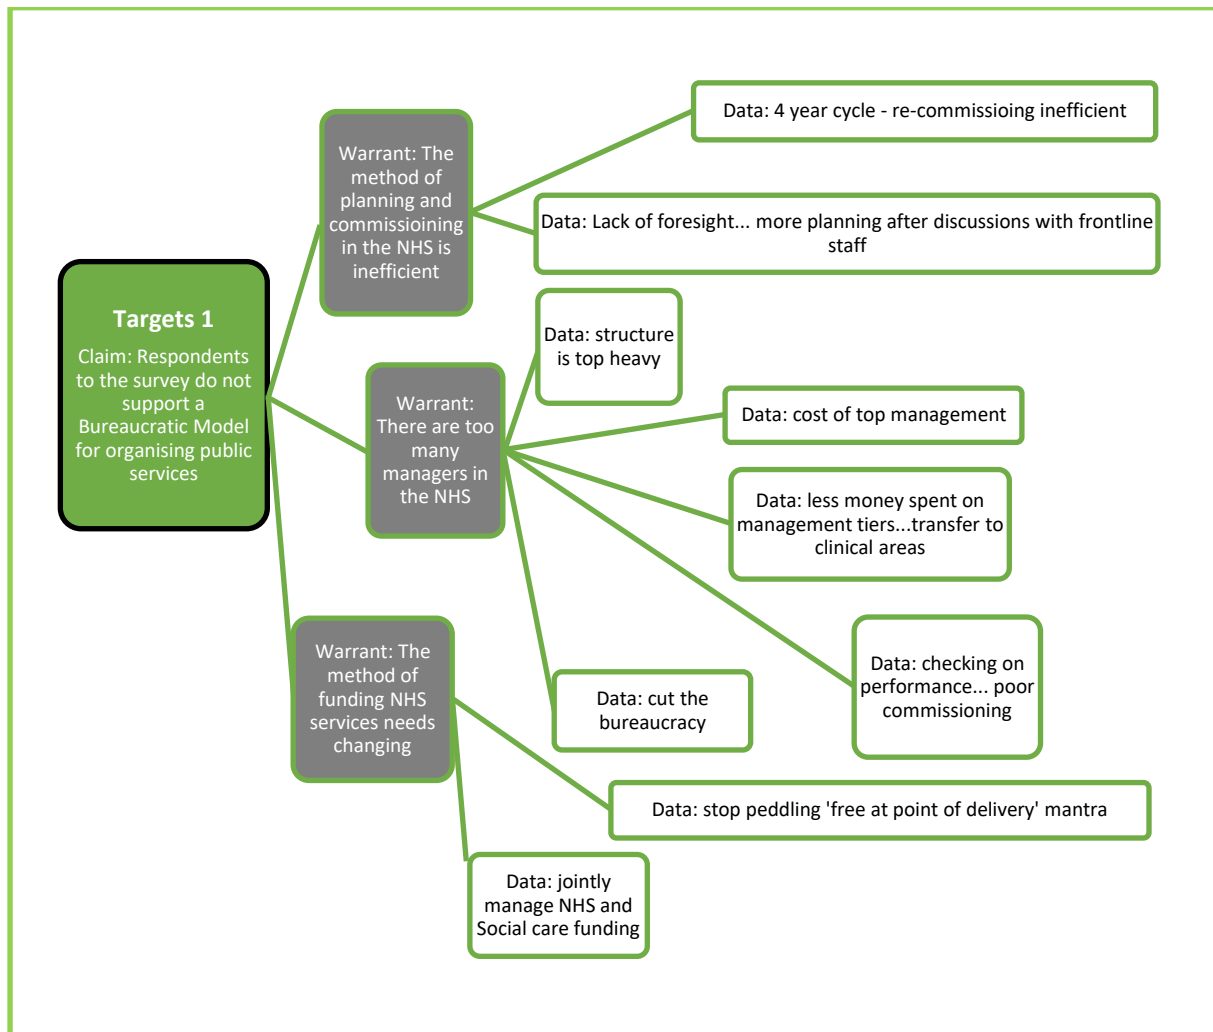 Targets 1
Claim: Respondents
to the survey do not
support a
Bureaucratic Model
for organising public
services
Warrant: The
method of
planning and
commissioining
in the NHS is
inefficient
Data: 4 year cycle - re-commissioing inefficient
Data: Lack of foresight... more planning after discussions with frontline
staff
Warrant:
There are too
many
managers in
the NHS
Data: structure
is top heavy
Data: cost of top management
Data: less money spent on
management tiers...transfer to
clinical areas
Data: checking on
performance... poor
commissioning
Data: cut the
bureaucracy
Warrant: The
method of
funding NHS
services needs
changing
Data: stop peddling 'free at point of delivery' mantra
Data: jointly
manage NHS and
Social care funding